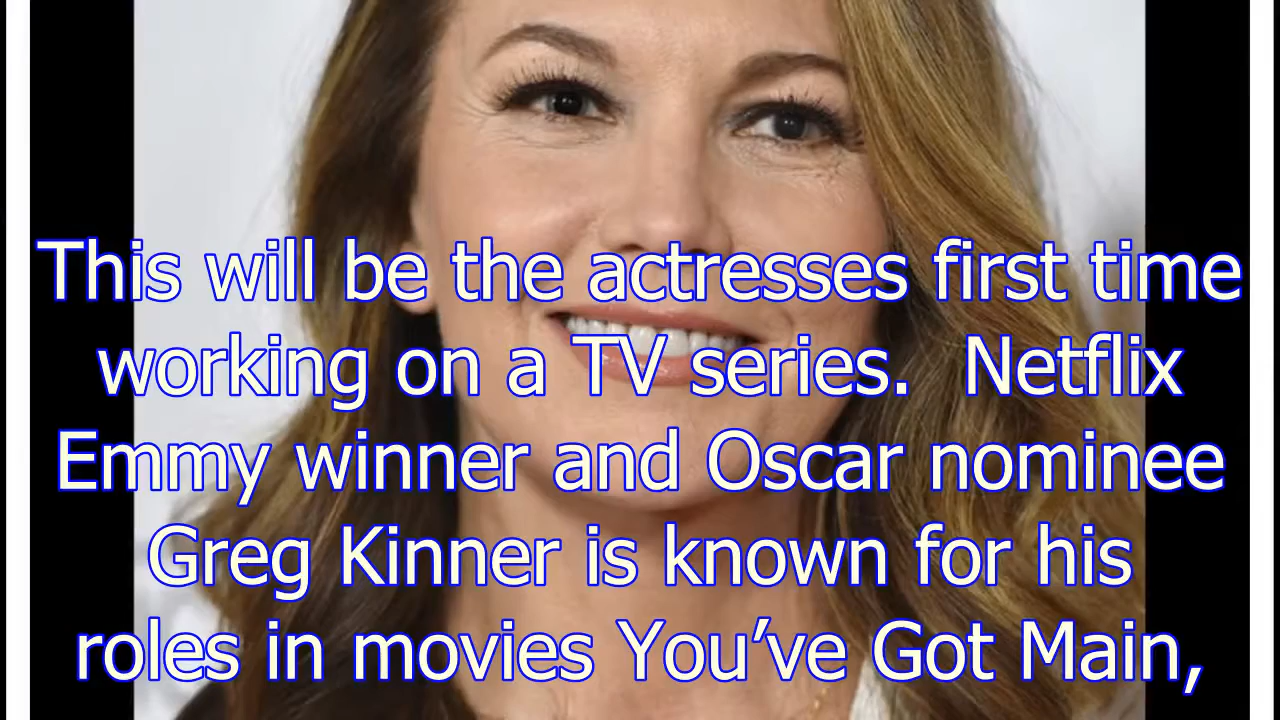 This will be the actresses first time
working on a TV series.  Netflix
Emmy winner and Oscar nominee
Greg Kinner is known for his
roles in movies You’ve Got Main,